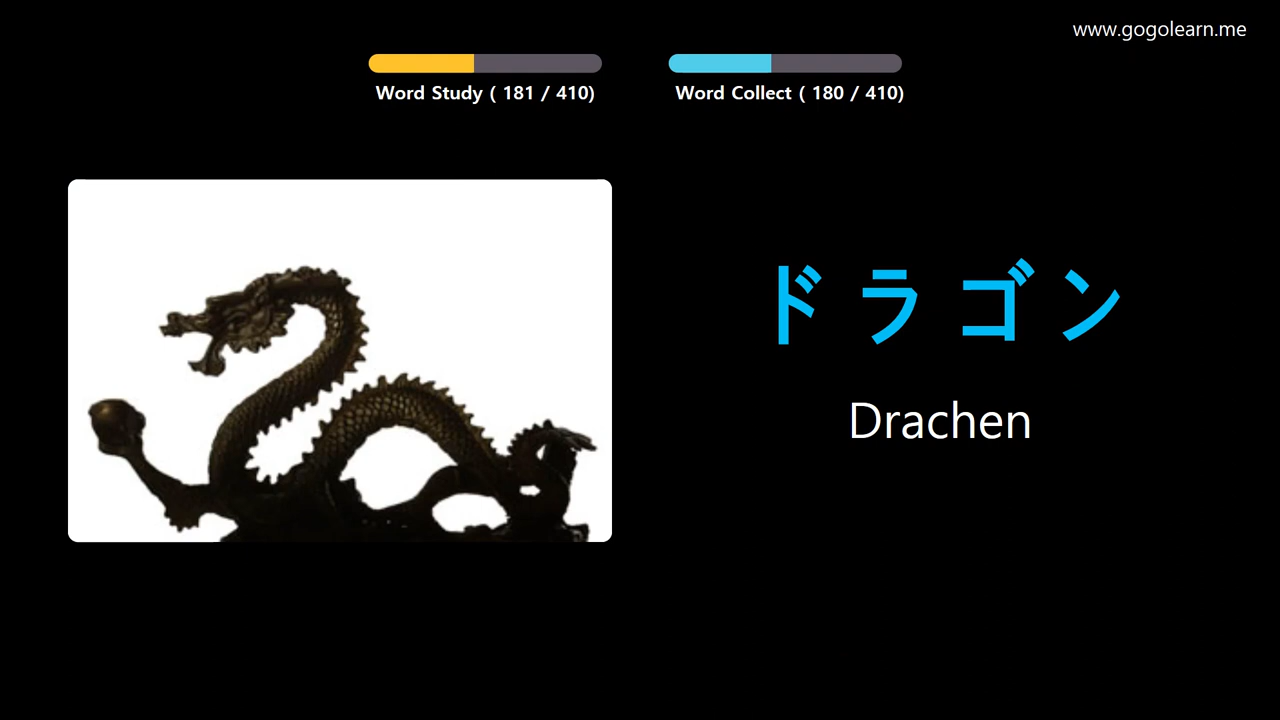 www.gogolearn.me
Word Study ( 181 / 410)
Word Collect ( 180 / 410)
ドラゴン
Drachen